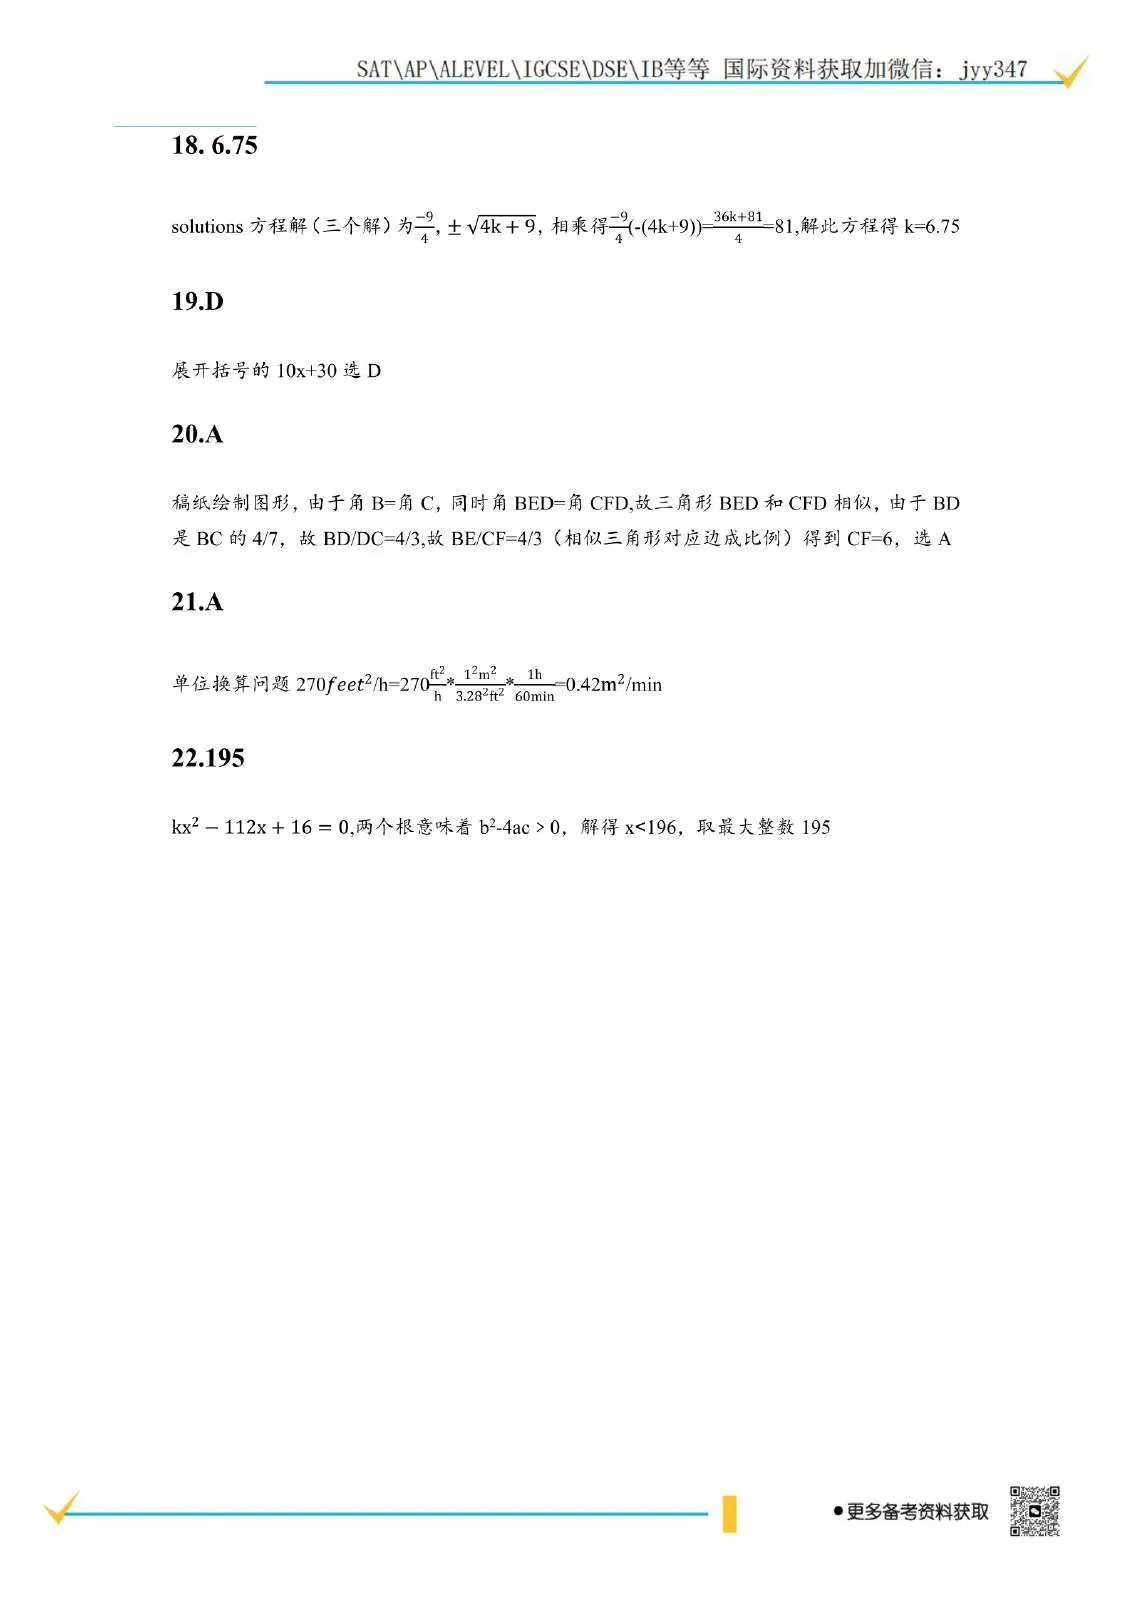 SAT\AP\ALEVEL\IGCSE\DSE\IB等等 国际资料获取加微信：jyy347
18. 6.75
solutions 方程解（三个解）为\frac{-9}{4}，±\sqrt{4k+9}，相乘得\frac{-9}{4}(-(4k+9))=\frac{36k+81}{4}=81,解此方程得 k=6.75
19.D
展开括号的 10x+30 选 D
20.A
稿纸绘制图形，由于角 B=角 C，同时角 BED=角 CFD,故三角形 BED 和 CFD 相似，由于 BD
是 BC 的 4/7，故 BD/DC=4/3,故 BE/CF=4/3（相似三角形对应边成比例）得到 CF=6，选 A
21.A
单位换算问题 270feet²/h=270\frac{ft²}{h}*\frac{1²m²}{3.28²ft²}*\frac{1h}{60min}=0.42m²/min
22.195
kx² − 112x + 16 = 0,两个根意味着 b²-4ac＞0，解得 x<196，取最大整数 195
●更多备考资料获取